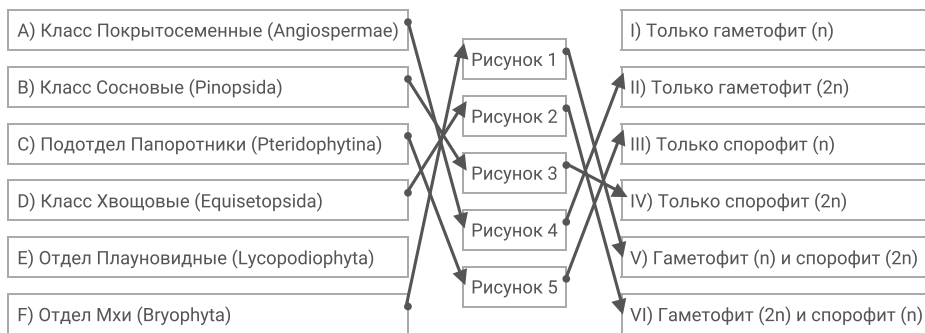 A) Класс Покрытосеменные (Angiospermae)
B) Класс Сосновые (Pinopsida)
C) Подотдел Папоротники (Pteridophytina)
D) Класс Хвощовые (Equisetopsida)
E) Отдел Плауновидные (Lycopodiophyta)
F) Отдел Мхи (Bryophyta)
Рисунок 1
Рисунок 2
Рисунок 3
Рисунок 4
Рисунок 5
I) Только гаметофит (n)
II) Только гаметофит (2n)
III) Только спорофит (n)
IV) Только спорофит (2n)
V) Гаметофит (n) и спорофит (2n)
VI) Гаметофит (2n) и спорофит (n)